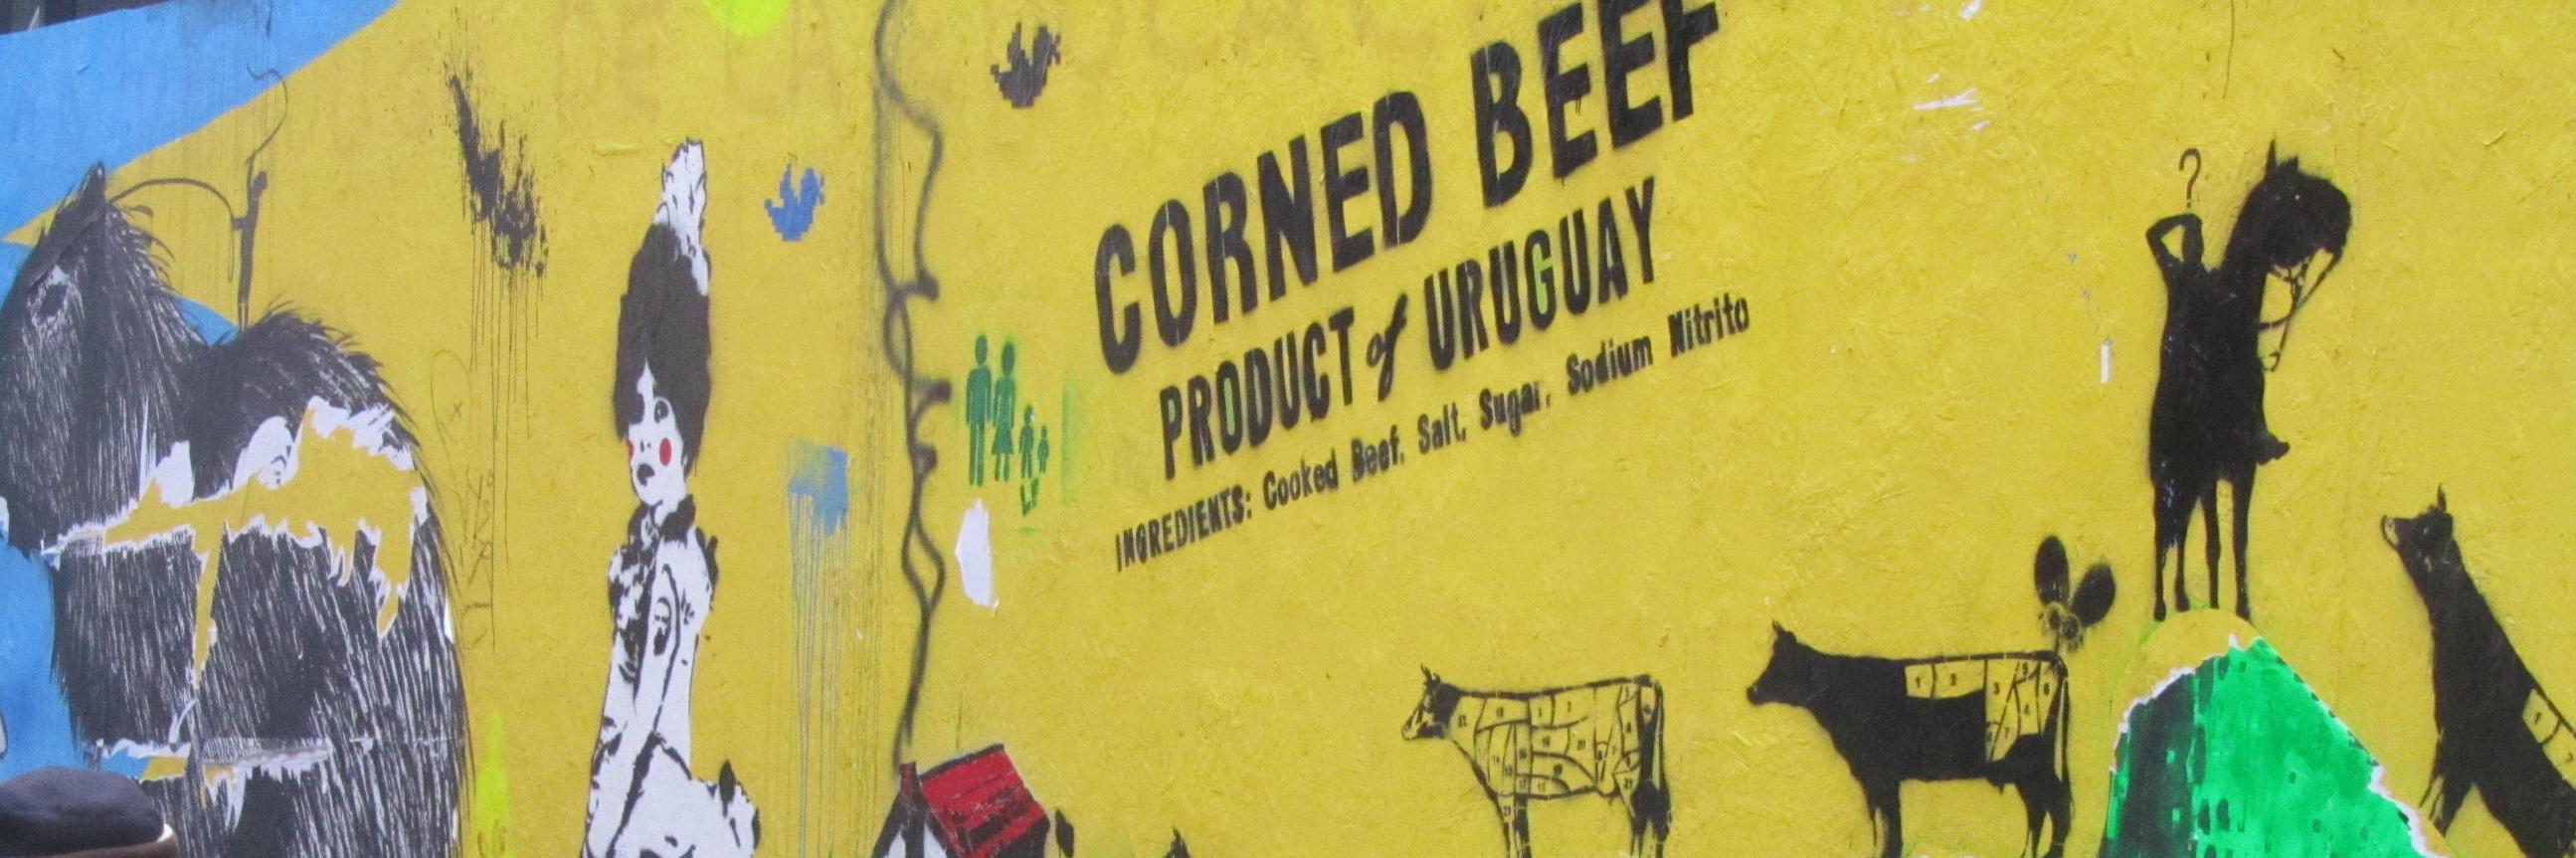 CORNED BEEF
PRODUCT of URUGUAY
INGREDIENTS: Cooked Beef, Salt, Sugar, Sodium Nitrito